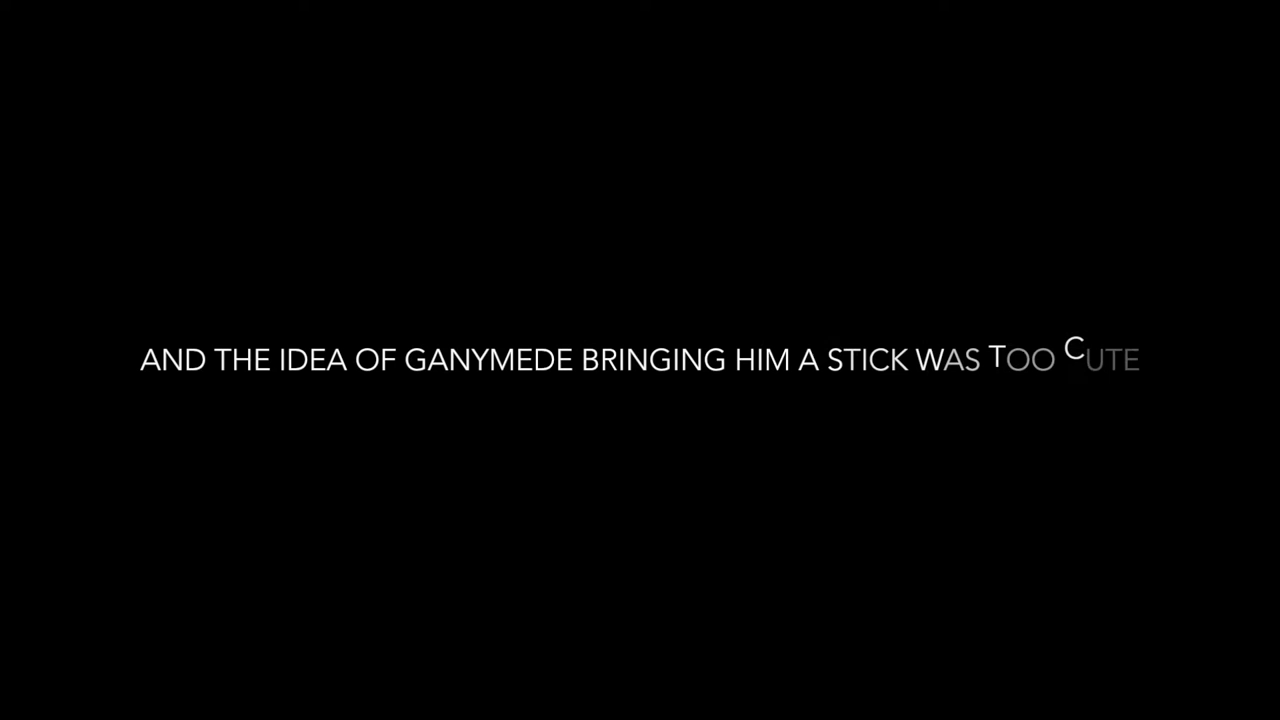 AND THE IDEA OF GANYMEDE BRINGING HIM A STICK WAS TOO CUTE